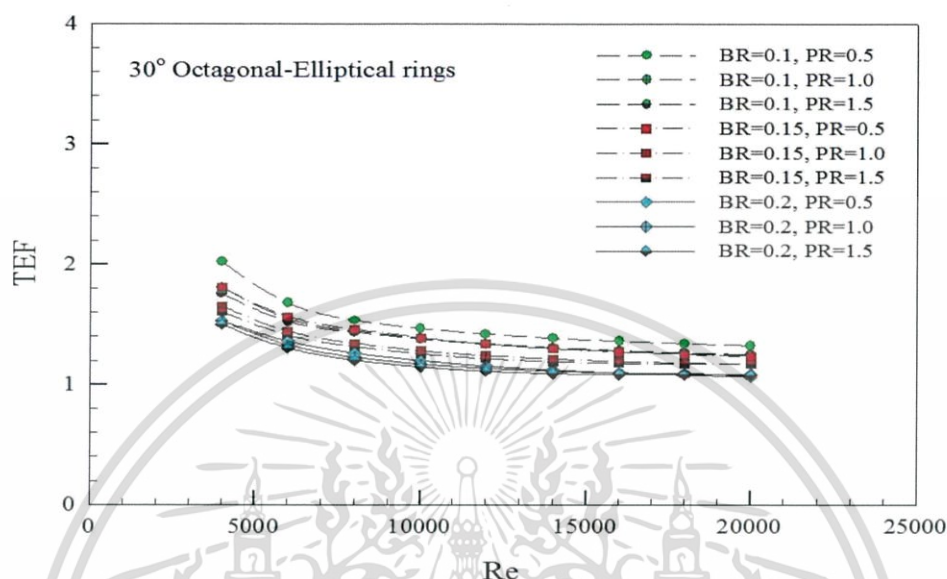 4
30° Octagonal-Elliptical rings
BR=0.1, PR=0.5
BR=0.1, PR=1.0
BR=0.1, PR=1.5
BR=0.15, PR=0.5
BR=0.15, PR=1.0
BR=0.15, PR=1.5
BR=0.2, PR=0.5
BR=0.2, PR=1.0
BR=0.2, PR=1.5
3
TEF
2
1
0
0 5000 10000 15000 20000 25000
Re